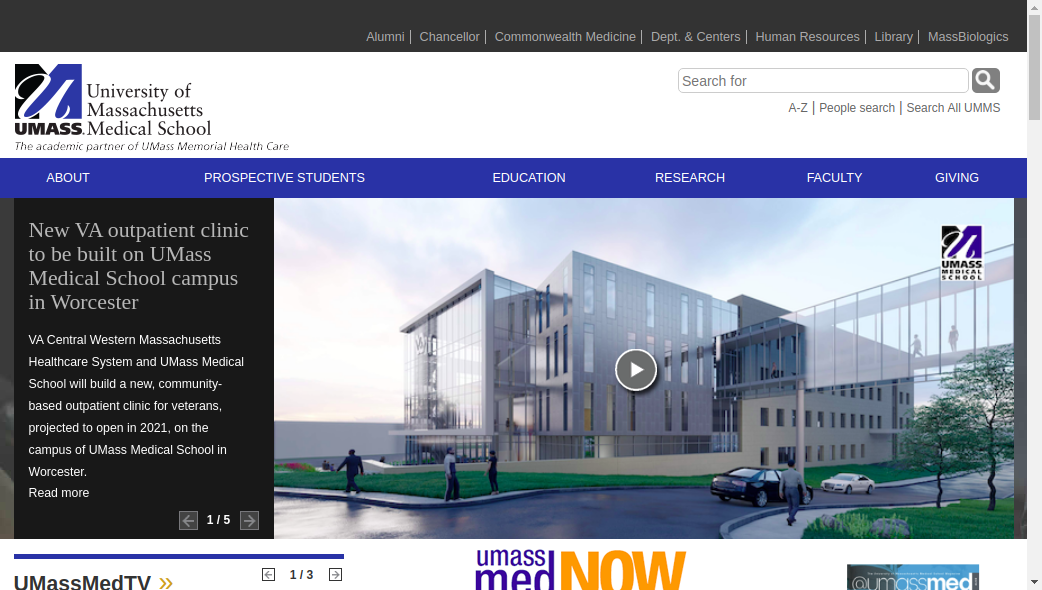 Alumni
Chancellor
Commonwealth Medicine
Dept. & Centers
Human Resources
Library
MassBiologics
University of
Massachusetts
UMASS. Medical School
The academic partner of UMass Memorial Health Care
Search for
A-Z | People search | Search All UMMS
ABOUT
PROSPECTIVE STUDENTS
EDUCATION
RESEARCH
FACULTY
GIVING
New VA outpatient clinic
to be built on UMass
Medical School campus
in Worcester
VA Central Western Massachusetts
Healthcare System and UMass Medical
School will build a new, community-
based outpatient clinic for veterans,
projected to open in 2021, on the
campus of UMass Medical School in
Worcester.
Read more
1 / 5
VA
UMASS
MEDICAL
SCHOOL
UMassMedTV »
1 / 3
umass
med NOW
@umassmed